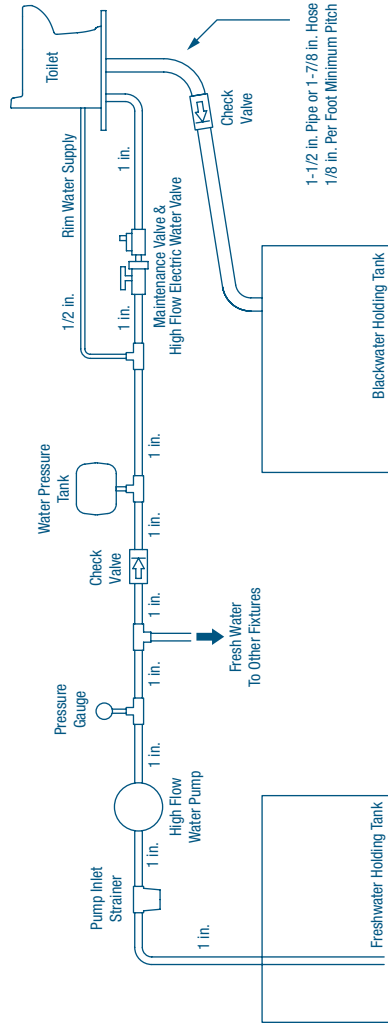 Freshwater Holding Tank
1 in.
Pump Inlet
Strainer
1 in.
High Flow
Water Pump
1 in.
Pressure
Gauge
1 in.
Fresh Water
To Other Fixtures
1 in.
Check
Valve
1 in.
Water Pressure
Tank
1 in.
1/2 in.
Rim Water Supply
1 in.
Maintenance Valve &
High Flow Electric Water Valve
1 in.
Toilet
Check
Valve
1-1/2 in. Pipe or 1-7/8 in. Hose
1/8 in. Per Foot Minimum Pitch
Blackwater Holding Tank